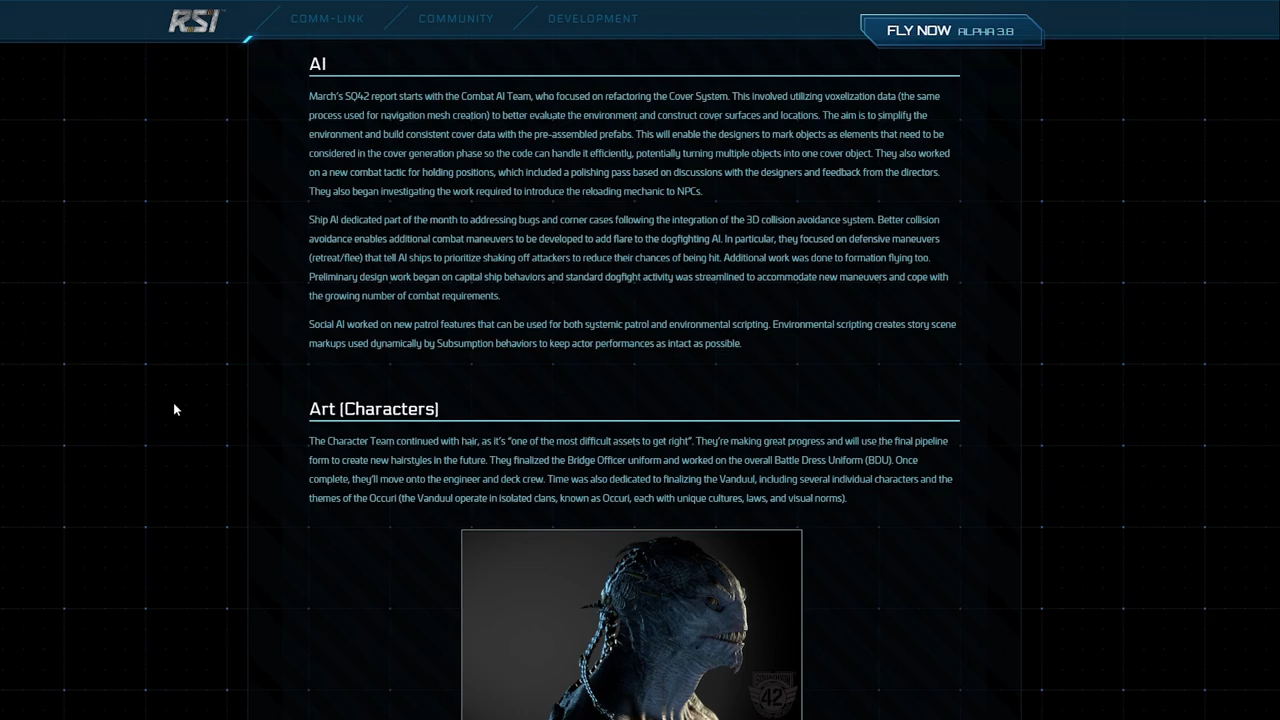 RSI COMM-LINK COMMUNITY DEVELOPMENT FLY NOW ALPHA 3.8
AI
March's SQ42 report starts with the Combat AI Team, who focused on refactoring the Cover System. This involved utilizing voxelization data (the same
process used for navigation mesh creation) to better evaluate the environment and construct cover surfaces and locations. The aim is to simplify the
environment and build consistent cover data with the pre-assembled prefabs. This will enable the designers to mark objects as elements that need to be
considered in the cover generation phase so the code can handle it efficiently, potentially turning multiple objects into one cover object. They also worked
on a new combat tactic for holding positions, which included a polishing pass based on discussions with the designers and feedback from the directors.
They also began investigating the work required to introduce the reloading mechanic to NPCs.
Ship AI dedicated part of the month to addressing bugs and corner cases following the integration of the 3D collision avoidance system. Better collision
avoidance enables additional combat maneuvers to be developed to add flare to the dogfighting AI. In particular, they focused on defensive maneuvers
(retreat/flee) that tell AI ships to prioritize shaking off attackers to reduce their chances of being hit. Additional work was done to formation flying too.
Preliminary design work began on capital ship behaviors and standard dogfight activity was streamlined to accommodate new maneuvers and cope with
the growing number of combat requirements.
Social AI worked on new patrol features that can be used for both systemic patrol and environmental scripting. Environmental scripting creates story scene
markups used dynamically by Subsumption behaviors to keep actor performances as intact as possible.
Art (Characters)
The Character Team continued with hair, as it's “one of the most difficult assets to get right”. They're making great progress and will use the final pipeline
form to create new hairstyles in the future. They finalized the Bridge Officer uniform and worked on the overall Battle Dress Uniform (BDU). Once
complete, they'll move onto the engineer and deck crew. Time was also dedicated to finalizing the Vanduul, including several individual characters and the
themes of the Occuri (the Vanduul operate in isolated clans, known as Occuri, each with unique cultures, laws, and visual norms).
SQUADRON
42